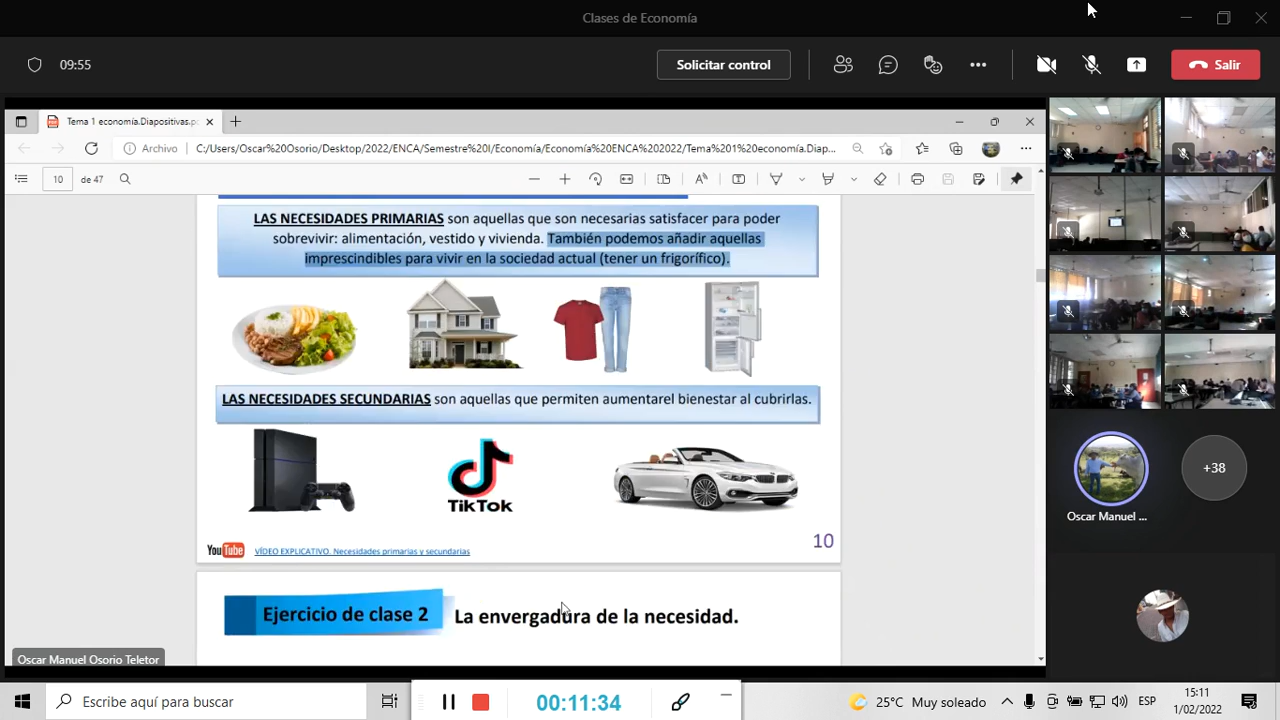 Clases de Economía
09:55
Solicitar control
Salir
Tema 1 economía.Diapositivas.pc
Archivo
C:/Users/Oscar%20Osorio/Desktop/2022/ENCA/Semestre%20I/Economía/Economía%20ENCA%202022/Tema%201%20economía.Diap...
10 de 47
LAS NECESIDADES PRIMARIAS son aquellas que son necesarias satisfacer para poder
sobrevivir: alimentación, vestido y vivienda. También podemos añadir aquellas
imprescindibles para vivir en la sociedad actual (tener un frigorífico).
LAS NECESIDADES SECUNDARIAS son aquellas que permiten aumentarel bienestar al cubrirlas.
TikTok
YouTube
VÍDEO EXPLICATIVO. Necesidades primarias y secundarias
10
Ejercicio de clase 2
La envergadura de la necesidad.
Oscar Manuel Osorio Teletor
+38
Oscar Manuel ...
Escribe aquí para buscar
00:11:34
25°C Muy soleado
ESP
15:11
1/02/2022